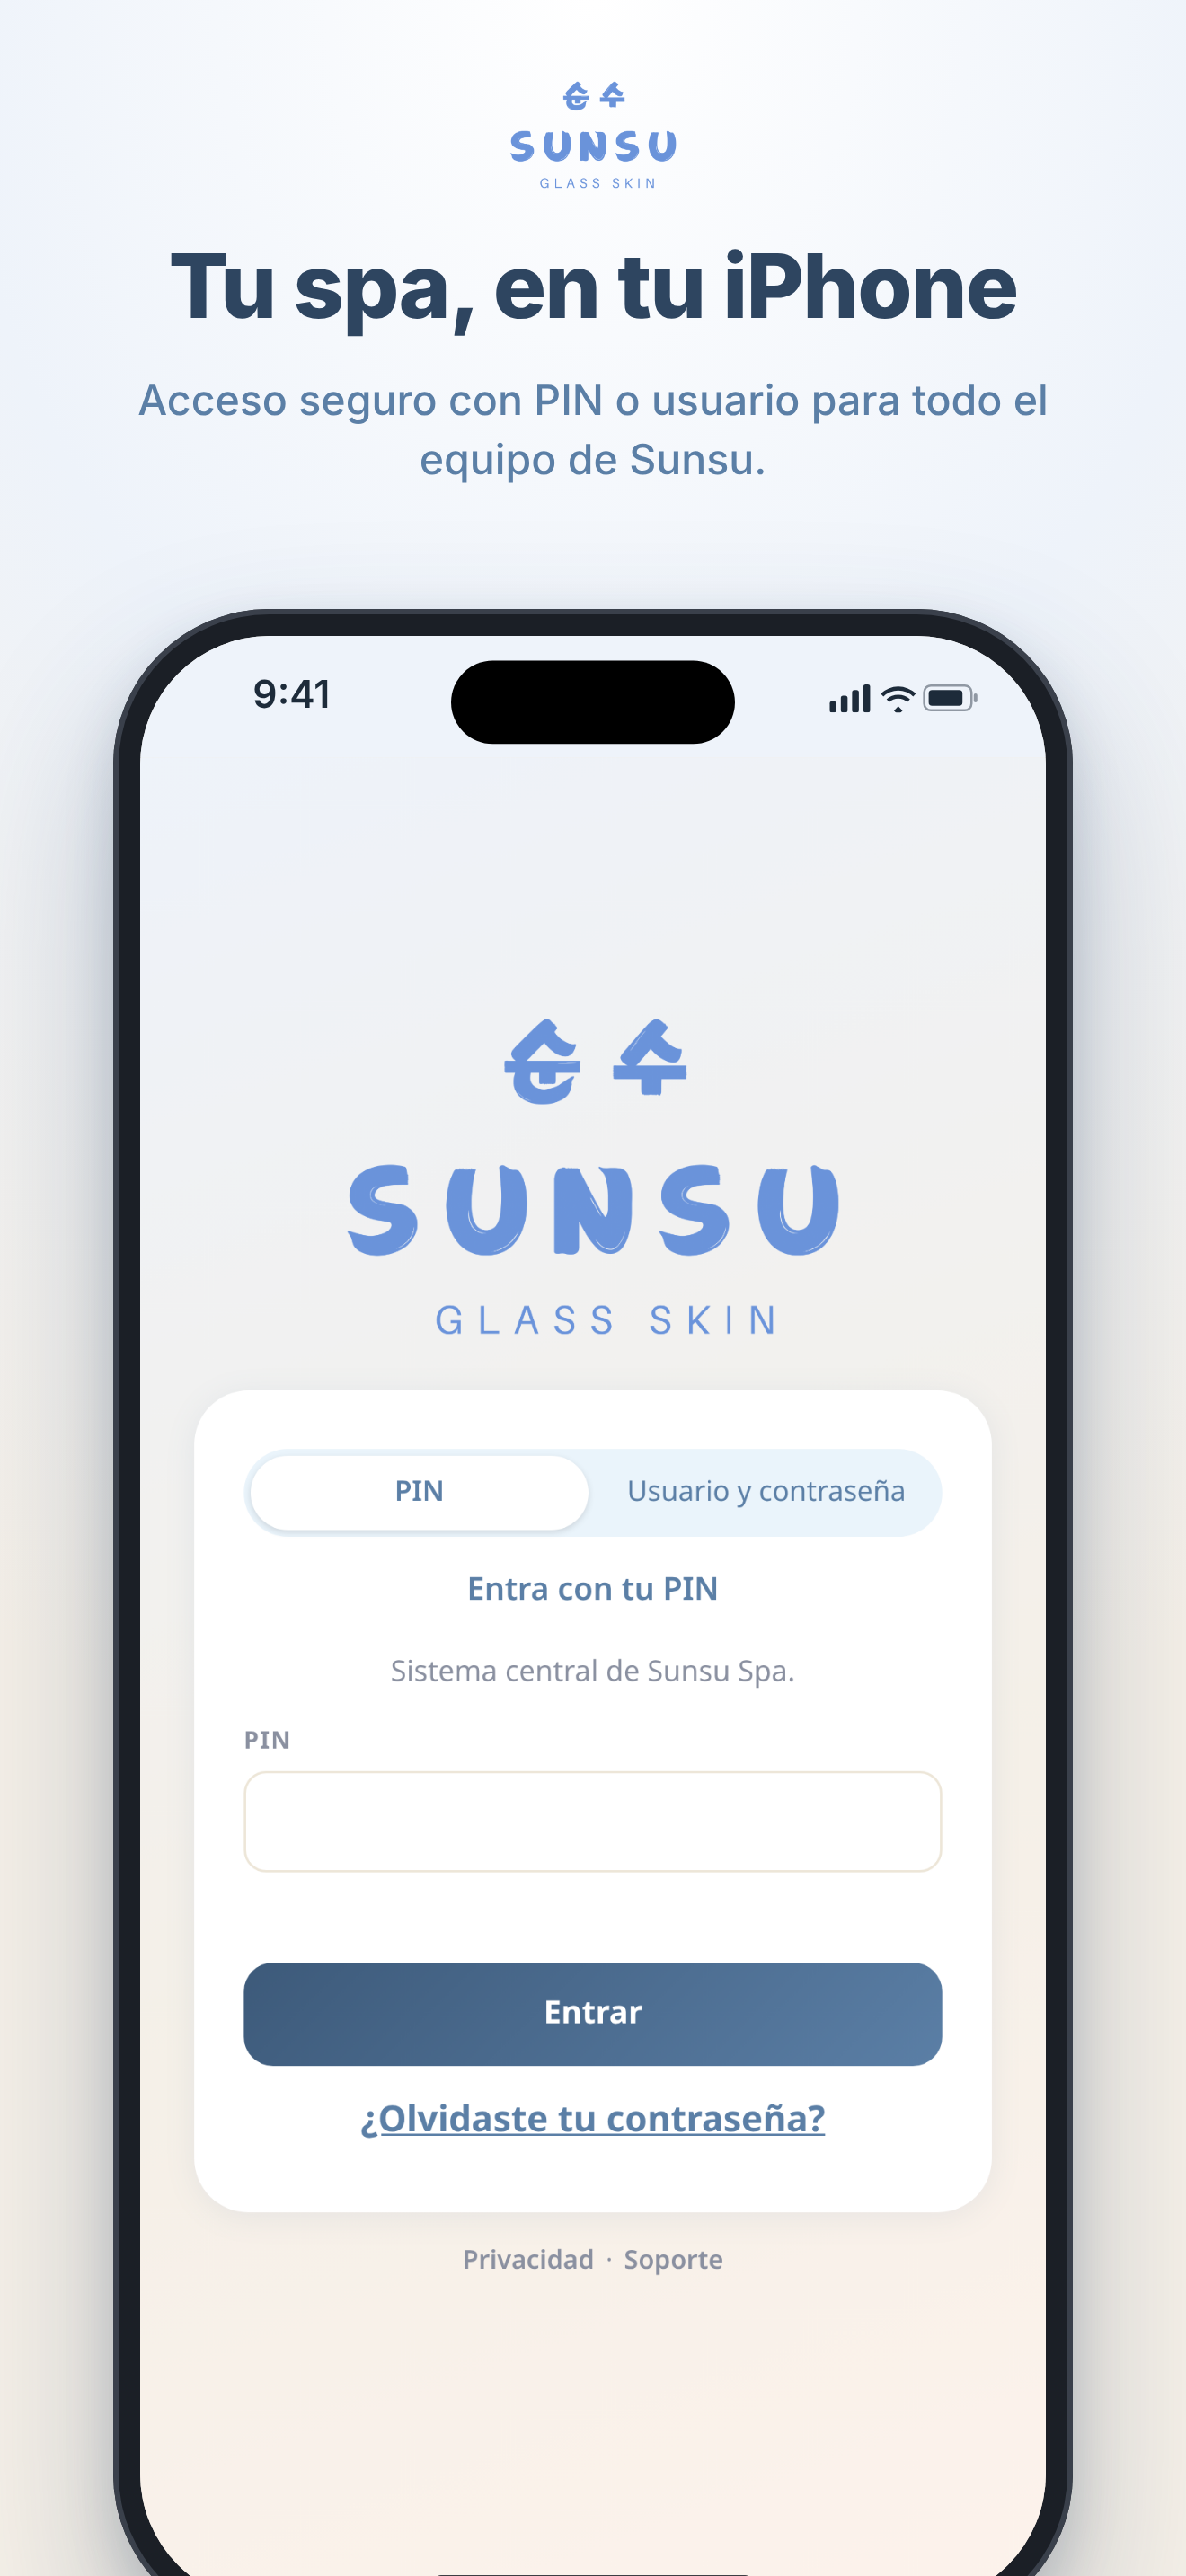 순수
SUNSU
GLASS SKIN
Tu spa, en tu iPhone
Acceso seguro con PIN o usuario para todo el
equipo de Sunsu.
9:41
순수
SUNSU
GLASS SKIN
PIN
Usuario y contraseña
Entra con tu PIN
Sistema central de Sunsu Spa.
PIN
Entrar
¿Olvidaste tu contraseña?
Privacidad · Soporte